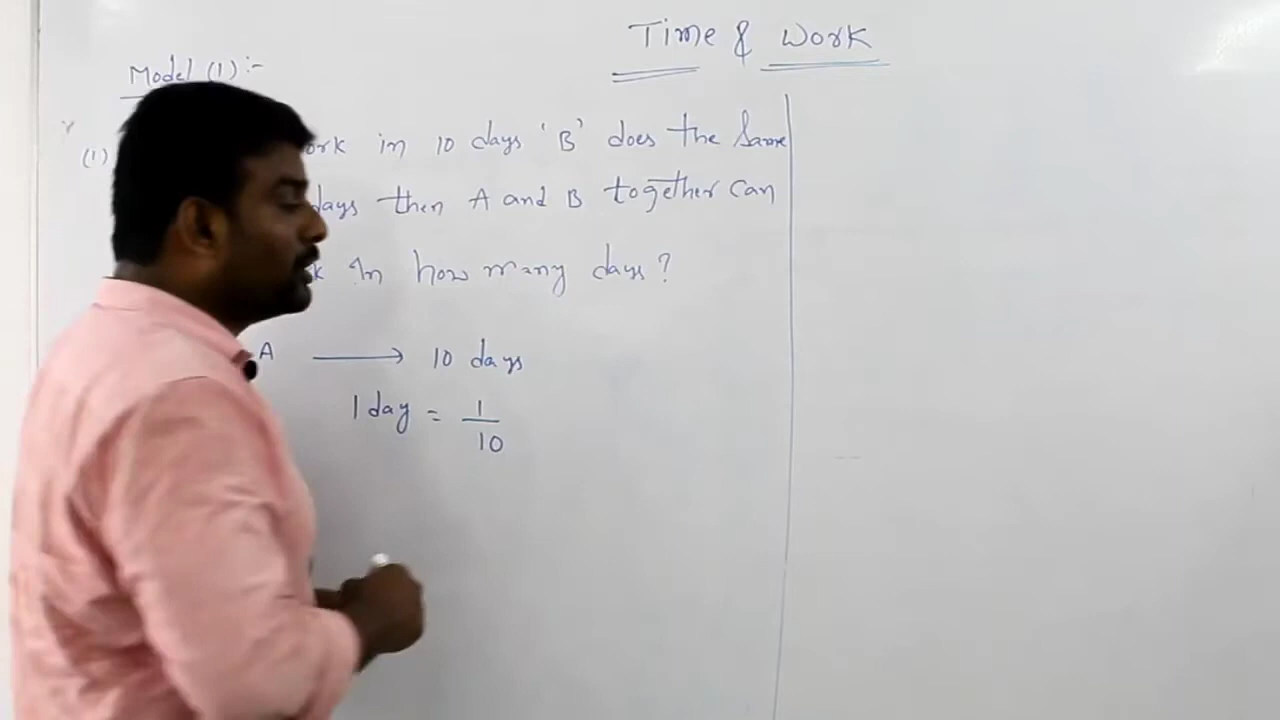 Time & Work
Model (1) :-
(1) work in 10 days 'B' does the Same
days then A and B together can
in how many days?
A → 10 days
1 day = 1/10